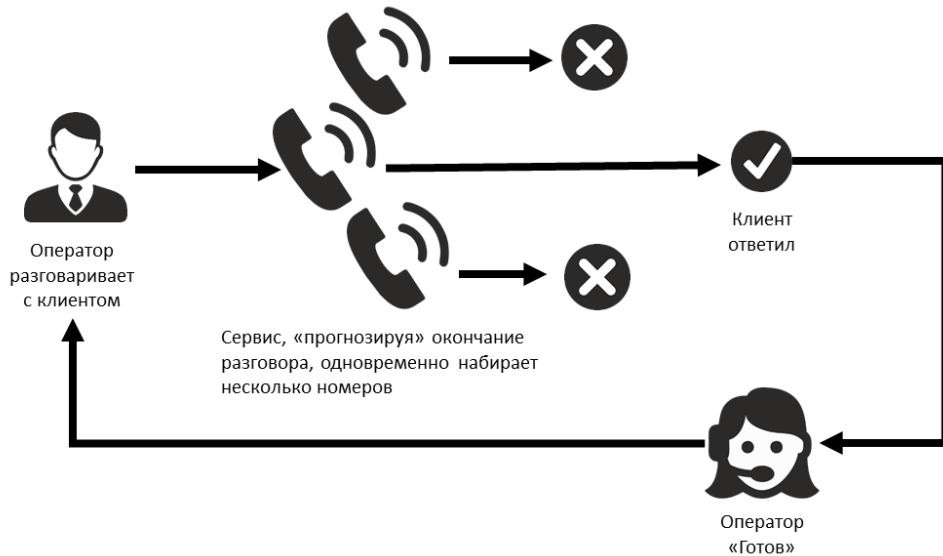 Клиент
ответил
Оператор
разговаривает
с клиентом
Сервис, «прогнозируя» окончание
разговора, одновременно набирает
несколько номеров
Оператор
«Готов»